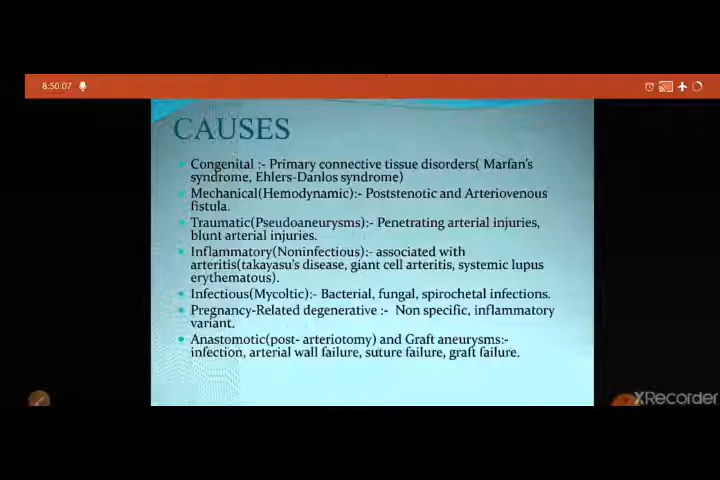 8:50:07
CAUSES
Congenital :- Primary connective tissue disorders( Marfan's
syndrome, Ehlers-Danlos syndrome)
Mechanical(Hemodynamic):- Poststenotic and Arteriovenous
fistula.
Traumatic(Pseudoaneurysms):- Penetrating arterial injuries,
blunt arterial injuries.
Inflammatory(Noninfectious):- associated with
arteritis(takayasu's disease, giant cell arteritis, systemic lupus
erythematous).
Infectious(Mycoltic):- Bacterial, fungal, spirochetal infections.
Pregnancy-Related degenerative :- Non specific, inflammatory
variant.
Anastomotic(post- arteriotomy) and Graft aneurysms:-
infection, arterial wall failure, suture failure, graft failure.
XRecorder